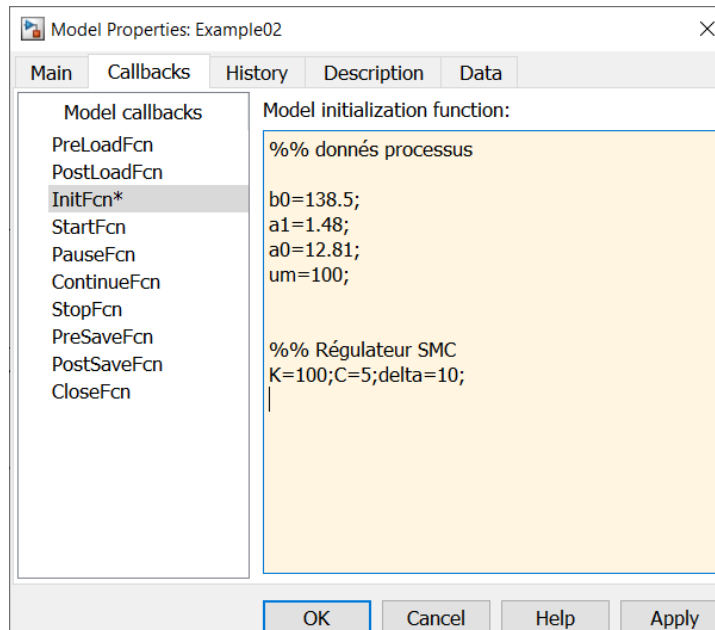 Model Properties: Example02
Main Callbacks History Description Data
Model callbacks
PreLoadFcn
PostLoadFcn
InitFcn*
StartFcn
PauseFcn
ContinueFcn
StopFcn
PreSaveFcn
PostSaveFcn
CloseFcn
Model initialization function:
%% donnés processus
b0=138.5;
a1=1.48;
a0=12.81;
um=100;
%% Régulateur SMC
K=100;C=5;delta=10;
OK Cancel Help Apply